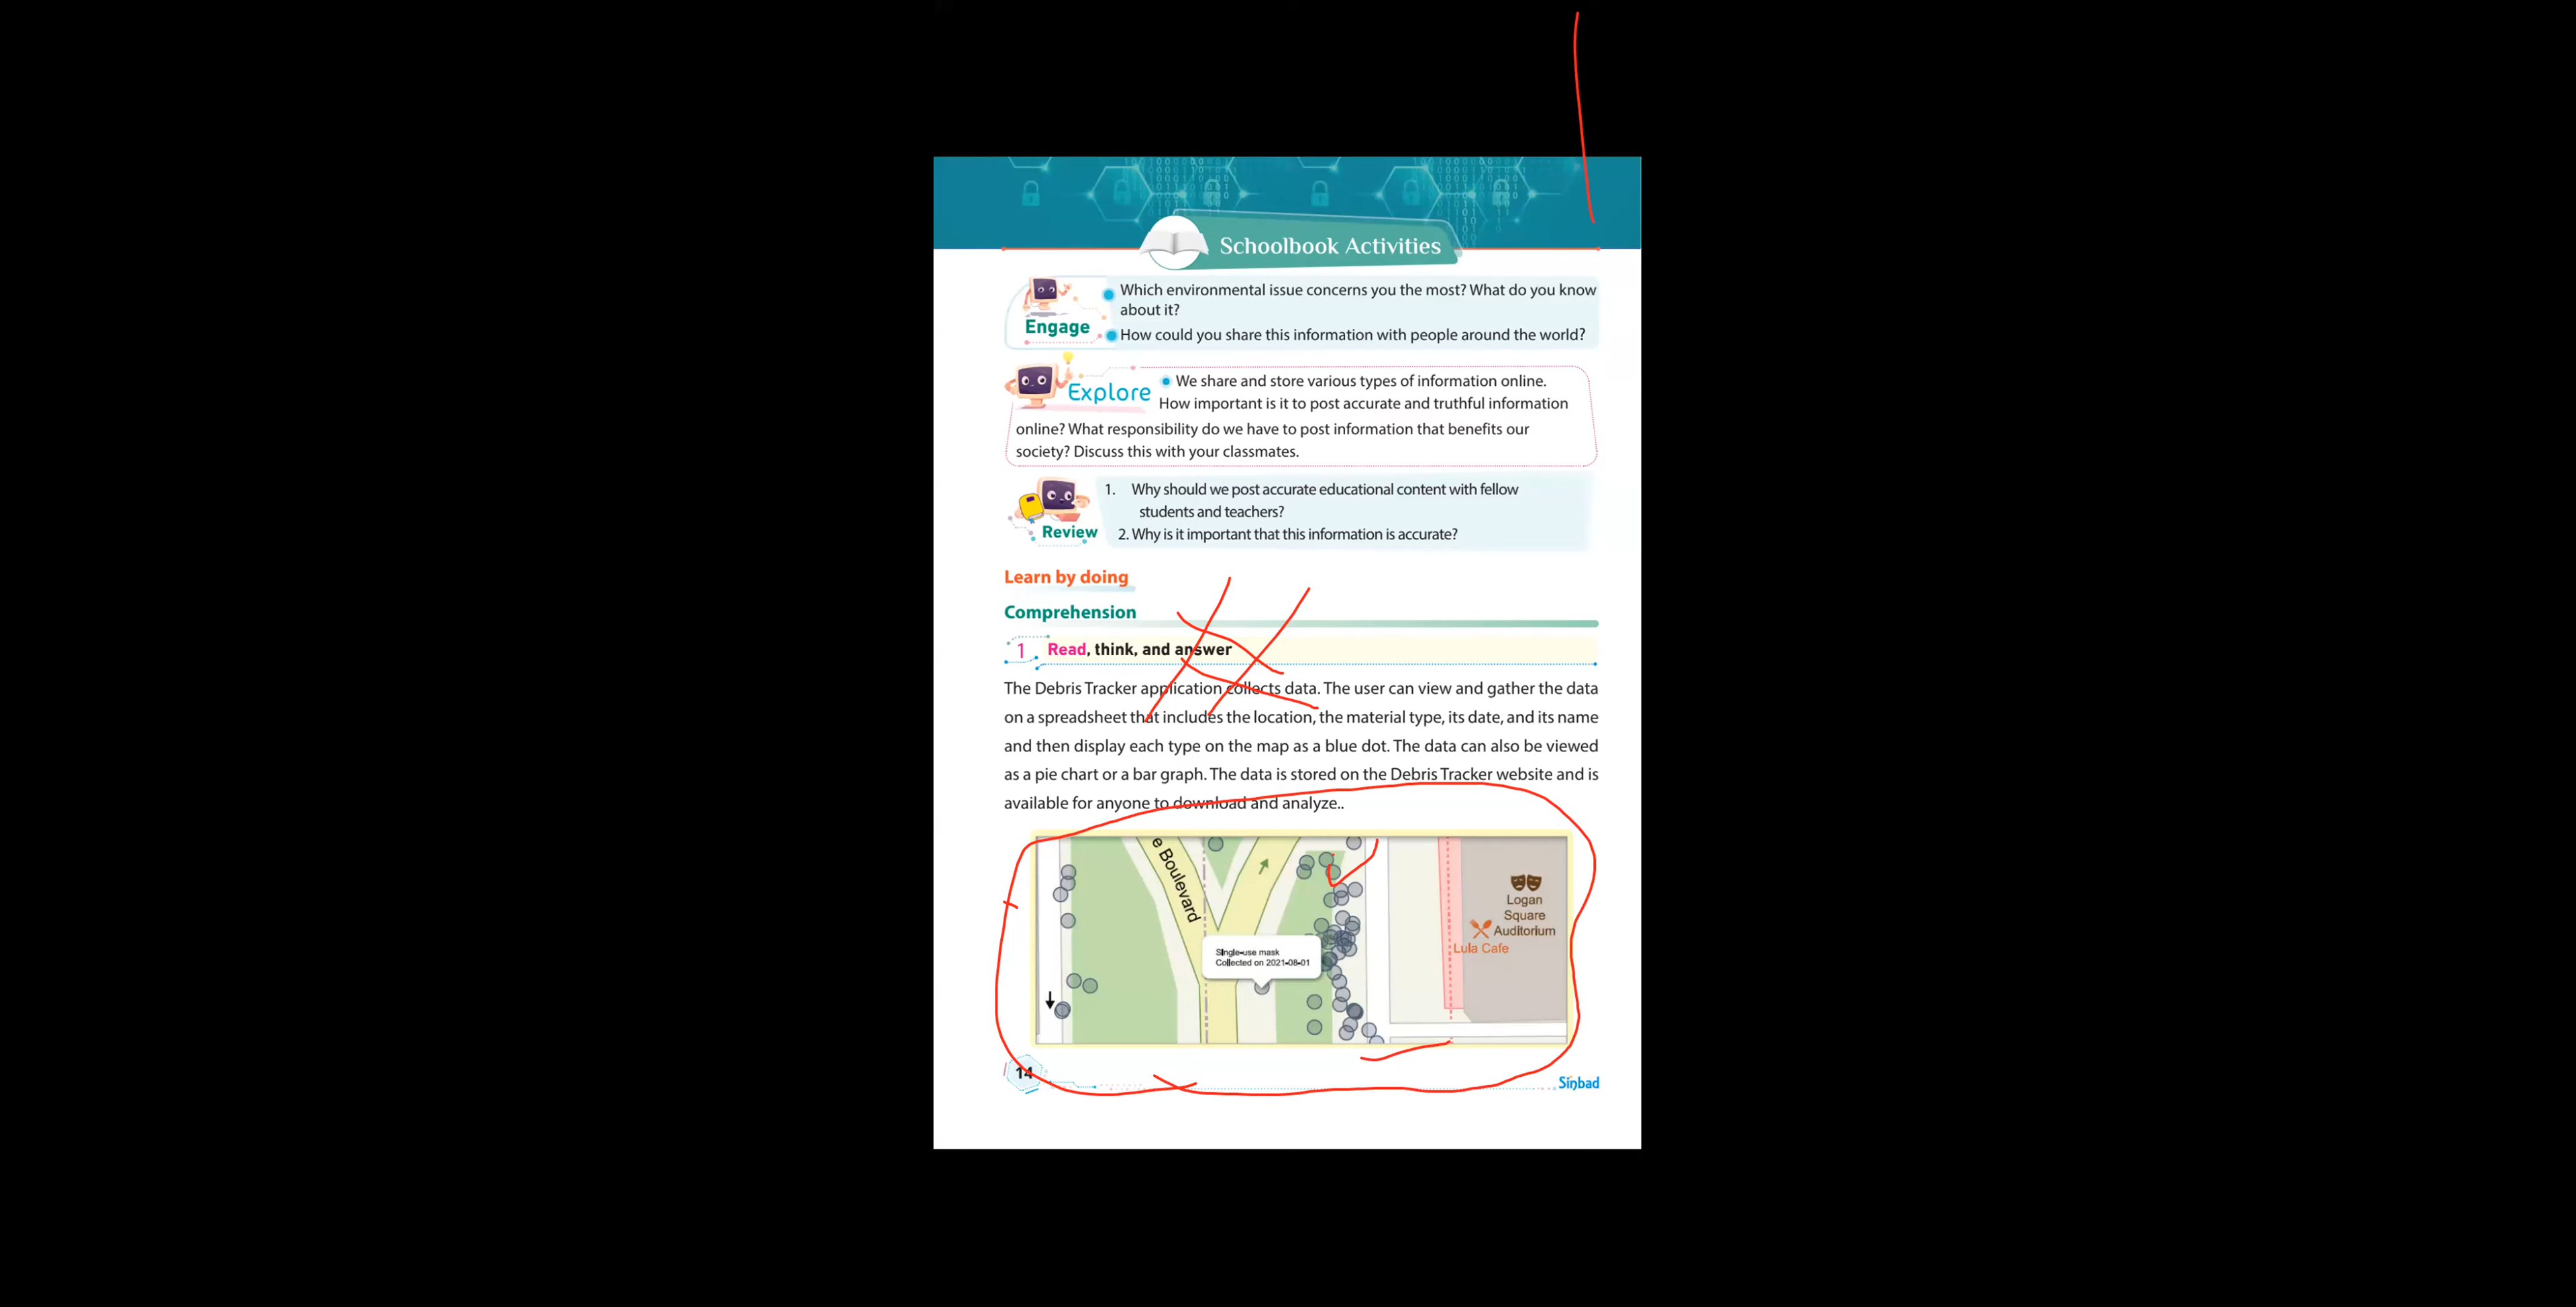 Schoolbook Activities
Engage
Which environmental issue concerns you the most? What do you know
about it?
How could you share this information with people around the world?
Explore
We share and store various types of information online.
How important is it to post accurate and truthful information
online? What responsibility do we have to post information that benefits our
society? Discuss this with your classmates.
Review
1. Why should we post accurate educational content with fellow
students and teachers?
2. Why is it important that this information is accurate?
Learn by doing
Comprehension
1 Read, think, and answer
The Debris Tracker application collects data. The user can view and gather the data
on a spreadsheet that includes the location, the material type, its date, and its name
and then display each type on the map as a blue dot. The data can also be viewed
as a pie chart or a bar graph. The data is stored on the Debris Tracker website and is
available for anyone to download and analyze..
e Boulevard
Single-use mask
Collected on 2021-08-01
Logan
Square
Auditorium
Lula Cafe
14
Sinbad